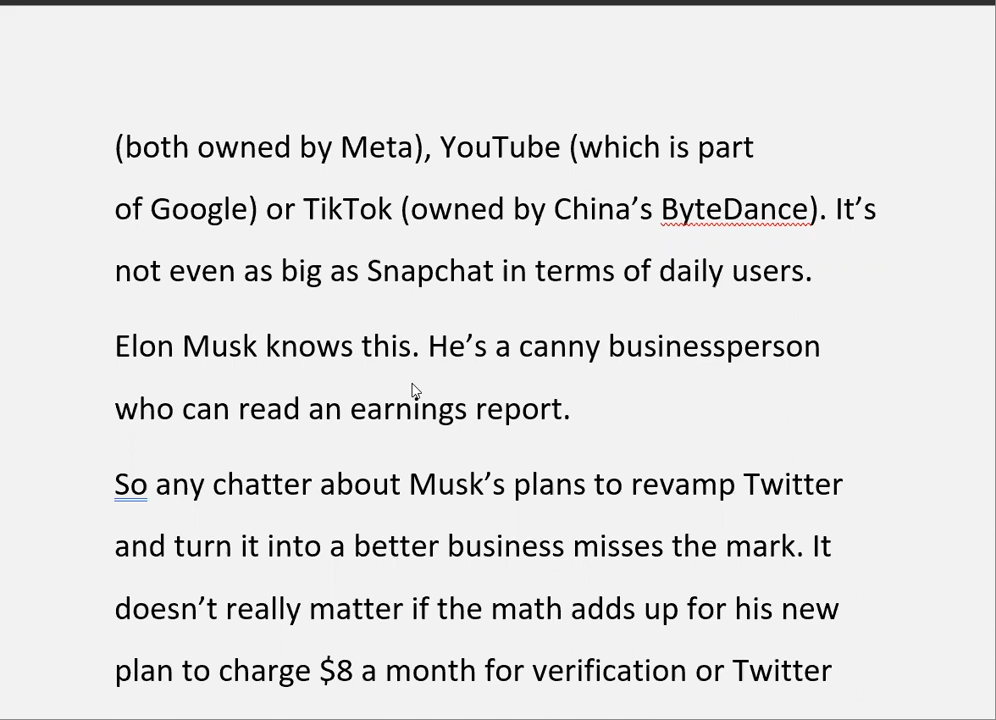 (both owned by Meta), YouTube (which is part
of Google) or TikTok (owned by China’s ByteDance). It’s
not even as big as Snapchat in terms of daily users.
Elon Musk knows this. He’s a canny businessperson
who can read an earnings report.
So any chatter about Musk’s plans to revamp Twitter
and turn it into a better business misses the mark. It
doesn’t really matter if the math adds up for his new
plan to charge $8 a month for verification or Twitter